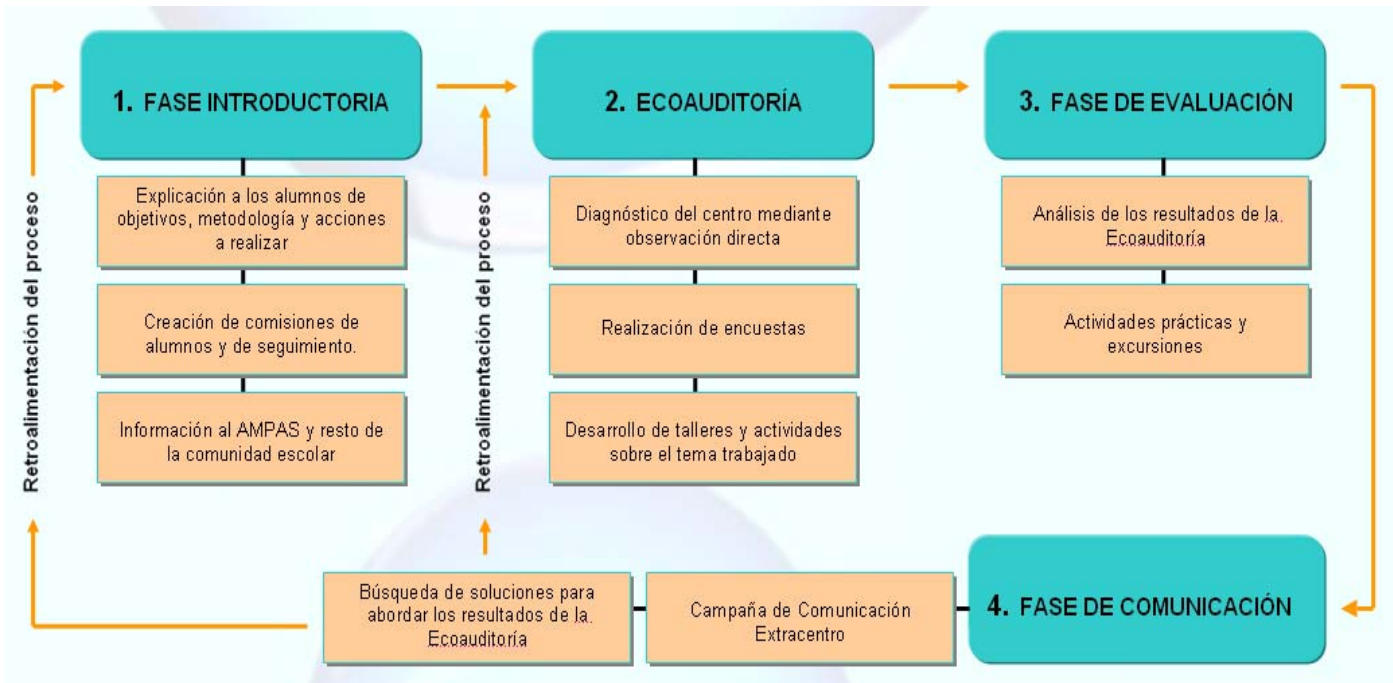 1. FASE INTRODUCTORIA
Explicación a los alumnos de
objetivos, metodología y acciones
a realizar
Creación de comisiones de
alumnos y de seguimiento.
Información al AMPAS y resto de
la comunidad escolar
Retroalimentación del proceso
2. ECOAUDITORÍA
Diagnóstico del centro mediante
observación directa
Realización de encuestas
Desarrollo de talleres y actividades
sobre el tema trabajado
Retroalimentación del proceso
3. FASE DE EVALUACIÓN
Análisis de los resultados de la.
Ecoauditoría
Actividades prácticas y
excursiones
4. FASE DE COMUNICACIÓN
Campaña de Comunicación
Extracentro
Búsqueda de soluciones para
abordar los resultados de la.
Ecoauditoría